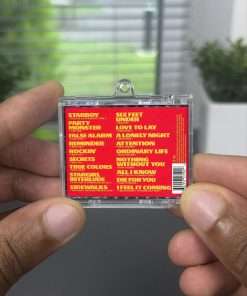 STARBOY
PARTY
MONSTER
FALSE ALARM
REMINDER
ROCKIN'
SECRETS
TRUE COLORS
STARGIRL
INTERLUDE
SIDEWALKS
SIX FEET
UNDER
LOVE TO LAY
A LONELY NIGHT
ATTENTION
ORDINARY LIFE
NOTHING
WITHOUT YOU
ALL I KNOW
DIE FOR YOU
I FEEL IT COMING